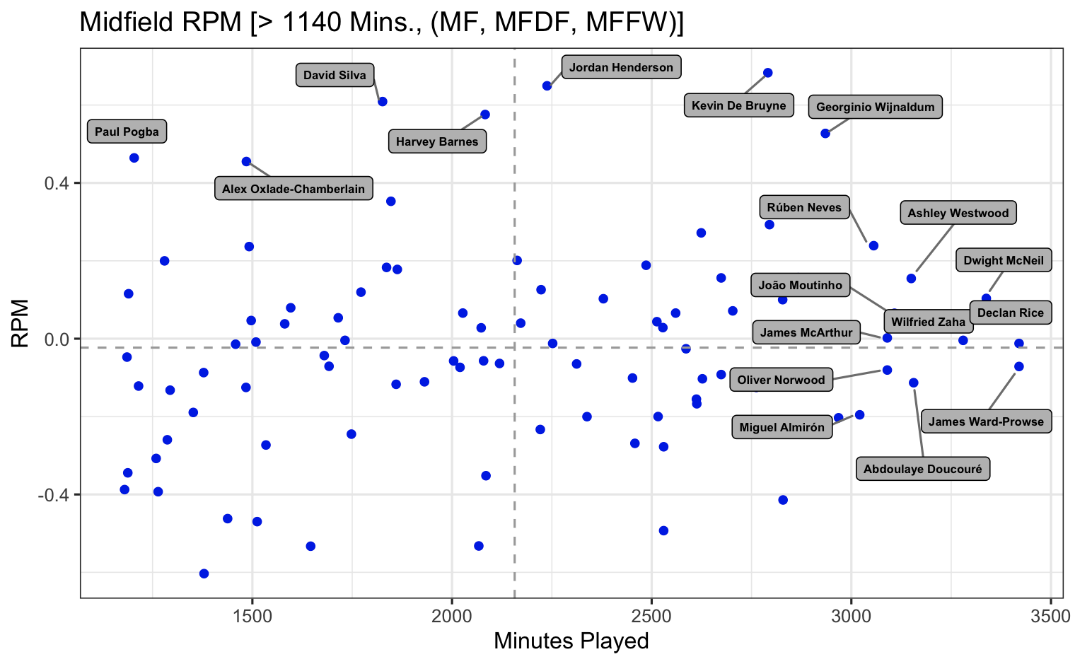 Midfield RPM [> 1140 Mins., (MF, MFDF, MFFW)]
David Silva
Jordan Henderson
Kevin De Bruyne
Georginio Wijnaldum
Paul Pogba
Harvey Barnes
Alex Oxlade-Chamberlain
Rúben Neves
Ashley Westwood
Dwight McNeil
João Moutinho
Wilfried Zaha
Declan Rice
James McArthur
Oliver Norwood
Miguel Almirón
James Ward-Prowse
Abdoulaye Doucouré
0.4
0.0
-0.4
RPM
1500
2000
2500
3000
3500
Minutes Played